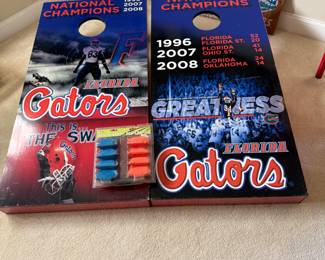 NATIONAL
CHAMPIONS
2007
2008
FLORIDA
Gators
THIS IS
THE SWA
CHAMPIONS
1996 FLORIDA 52
FLORIDA ST. 20
2007 FLORIDA 41
OHIO ST. 14
2008 FLORIDA 24
OKLAHOMA 14
GREATNESS
FLORIDA
Gators